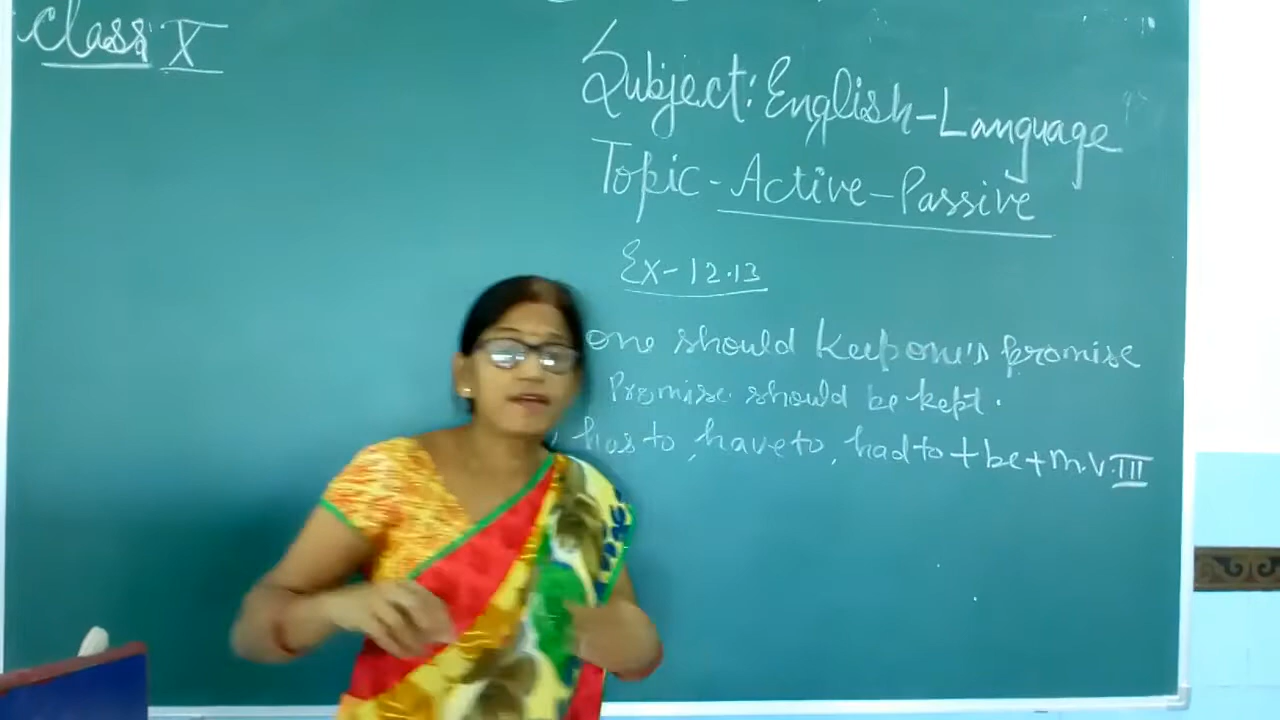 Class X
Subject: English-Language
Topic - Active-Passive
Ex-12.13
one should keep one's promise
Promise should be kept.
has to, have to, had to + be + m.v. III